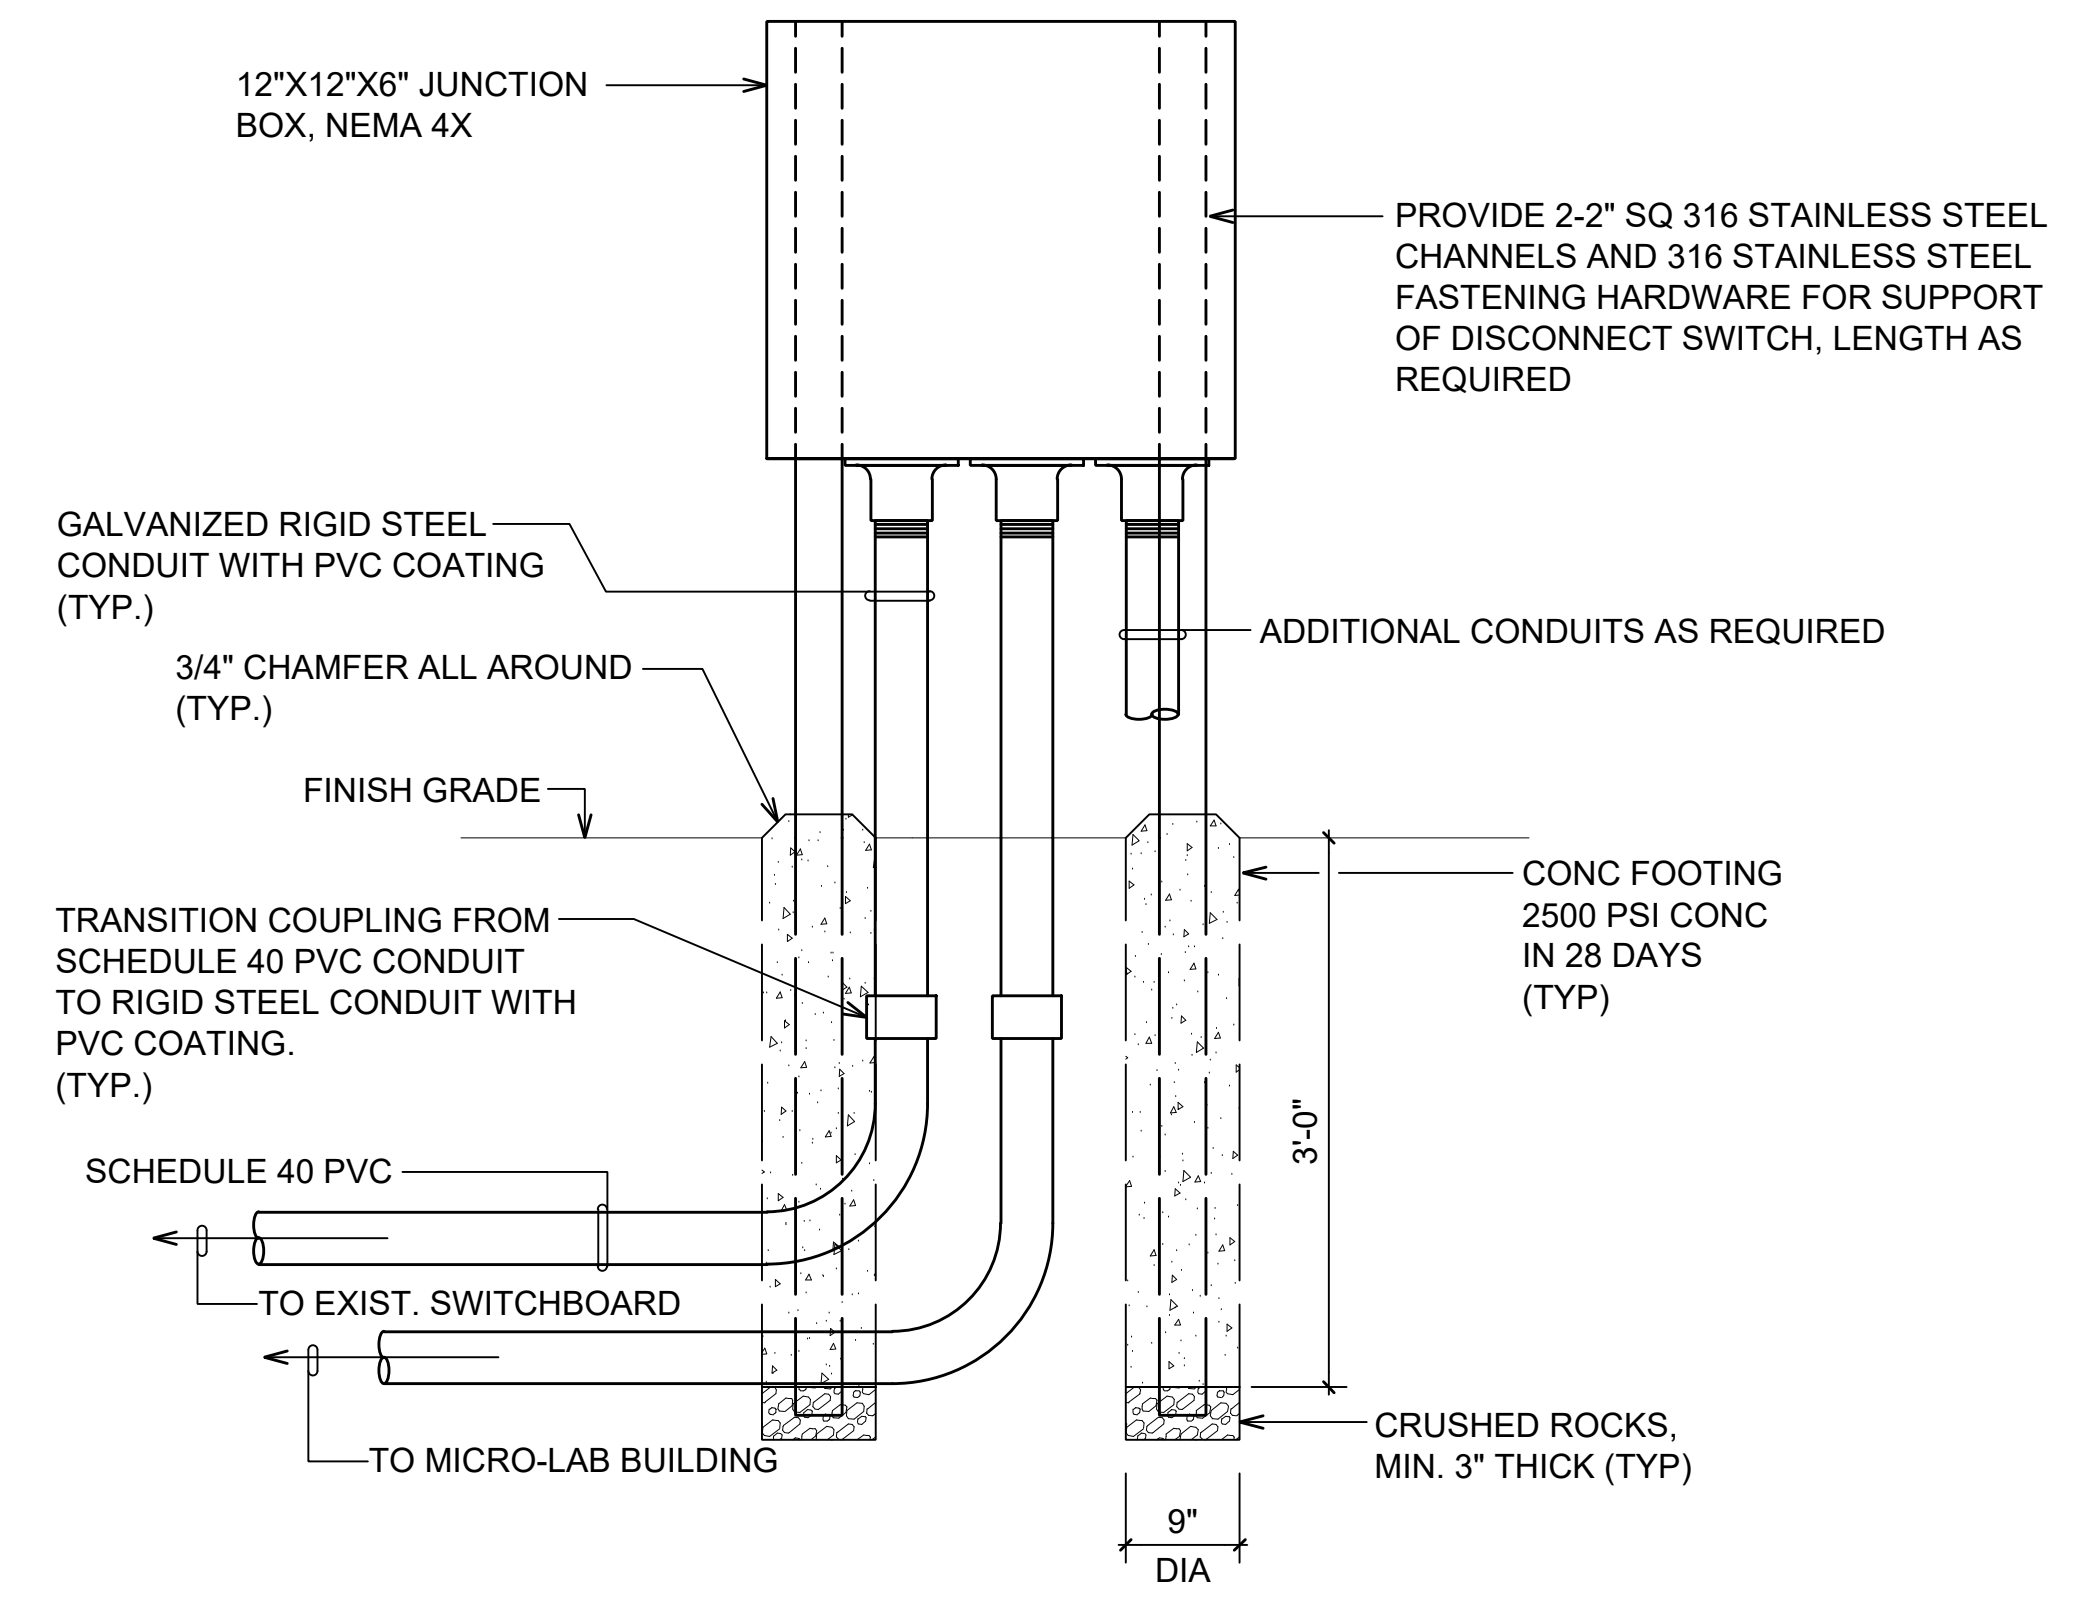 12"X12"X6" JUNCTION
BOX, NEMA 4X
PROVIDE 2-2" SQ 316 STAINLESS STEEL
CHANNELS AND 316 STAINLESS STEEL
FASTENING HARDWARE FOR SUPPORT
OF DISCONNECT SWITCH, LENGTH AS
REQUIRED
GALVANIZED RIGID STEEL
CONDUIT WITH PVC COATING
(TYP.)
ADDITIONAL CONDUITS AS REQUIRED
3/4" CHAMFER ALL AROUND
(TYP.)
FINISH GRADE
CONC FOOTING
2500 PSI CONC
IN 28 DAYS
(TYP)
TRANSITION COUPLING FROM
SCHEDULE 40 PVC CONDUIT
TO RIGID STEEL CONDUIT WITH
PVC COATING.
(TYP.)
3'-0"
SCHEDULE 40 PVC
TO EXIST. SWITCHBOARD
TO MICRO-LAB BUILDING
CRUSHED ROCKS,
MIN. 3" THICK (TYP)
9"
DIA